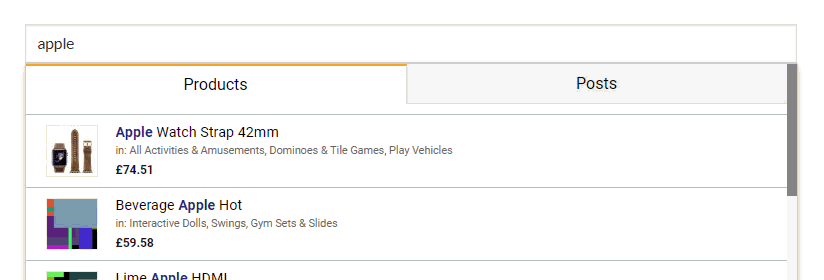 apple
Products
Posts
Apple Watch Strap 42mm
in: All Activities & Amusements, Dominoes & Tile Games, Play Vehicles
£74.51
Beverage Apple Hot
in: Interactive Dolls, Swings, Gym Sets & Slides
£59.58
Lime Apple HDMI